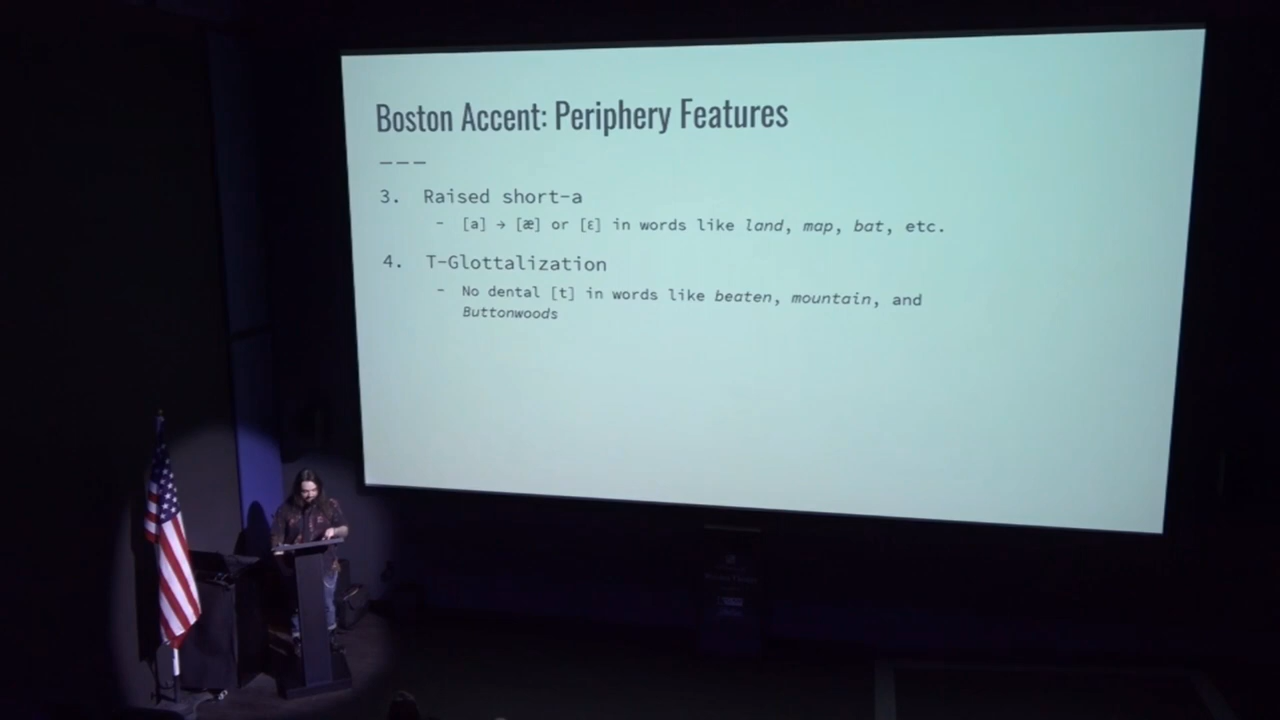 Boston Accent: Periphery Features
———
3. Raised short-a
- [a] → [æ] or [ɛ] in words like land, map, bat, etc.
4. T-Glottalization
- No dental [t] in words like beaten, mountain, and
Buttonwoods